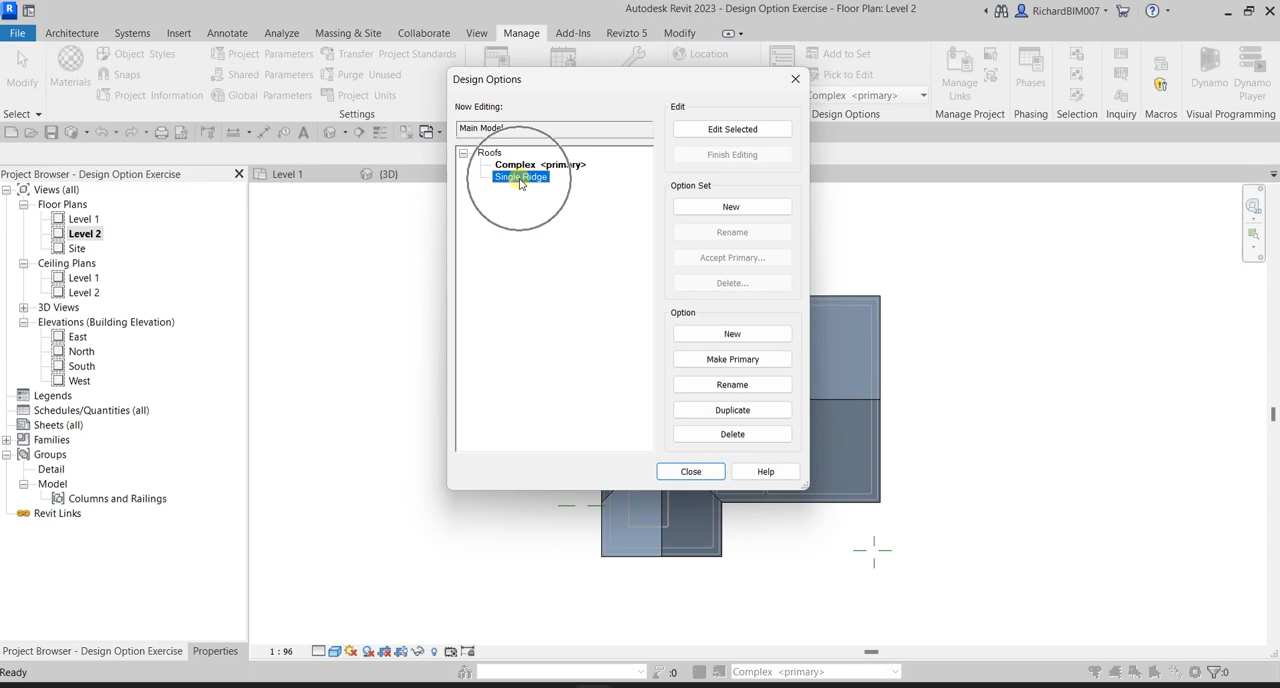 Autodesk Revit 2023 - Design Option Exercise - Floor Plan: Level 2
RichardBIM007
File
Architecture
Systems
Insert
Annotate
Analyze
Massing & Site
Collaborate
View
Manage
Add-Ins
Revizto 5
Modify
Modify
Materials
Object Styles
Snaps
Project Information
Project Parameters
Shared Parameters
Global Parameters
Transfer Project Standards
Purge Unused
Project Units
Location
Add to Set
Pick to Edit
Complex <primary>
Manage
Links
Phases
Dynamo
Dynamo
Player
Select
Settings
Design Options
Manage Project
Phasing
Selection
Inquiry
Macros
Visual Programming
Project Browser - Design Option Exercise
Level 1
{3D}
Views (all)
Floor Plans
Level 1
Level 2
Site
Ceiling Plans
Level 1
Level 2
3D Views
Elevations (Building Elevation)
East
North
South
West
Legends
Schedules/Quantities (all)
Sheets (all)
Families
Groups
Detail
Model
Columns and Railings
Revit Links
Design Options
Now Editing:
Main Model
Roofs
Complex <primary>
Single Ridge
Edit
Edit Selected
Finish Editing
Option Set
New
Rename
Accept Primary...
Delete...
Option
New
Make Primary
Rename
Duplicate
Delete
Close
Help
Project Browser - Design Option Exercise
Properties
1 : 96
Ready
:0
Complex <primary>
:0